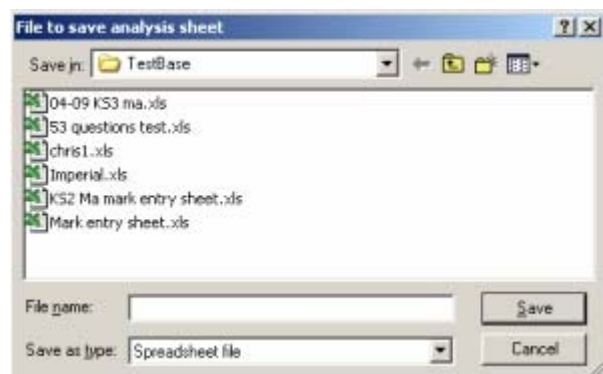 File to save analysis sheet
Save in: TestBase
04-09 KS3 ma.xls
53 questions test.xls
chris1.xls
Imperial.xls
KS2 Ma mark entry sheet.xls
Mark entry sheet.xls
File name: Save
Save as type: Spreadsheet file Cancel